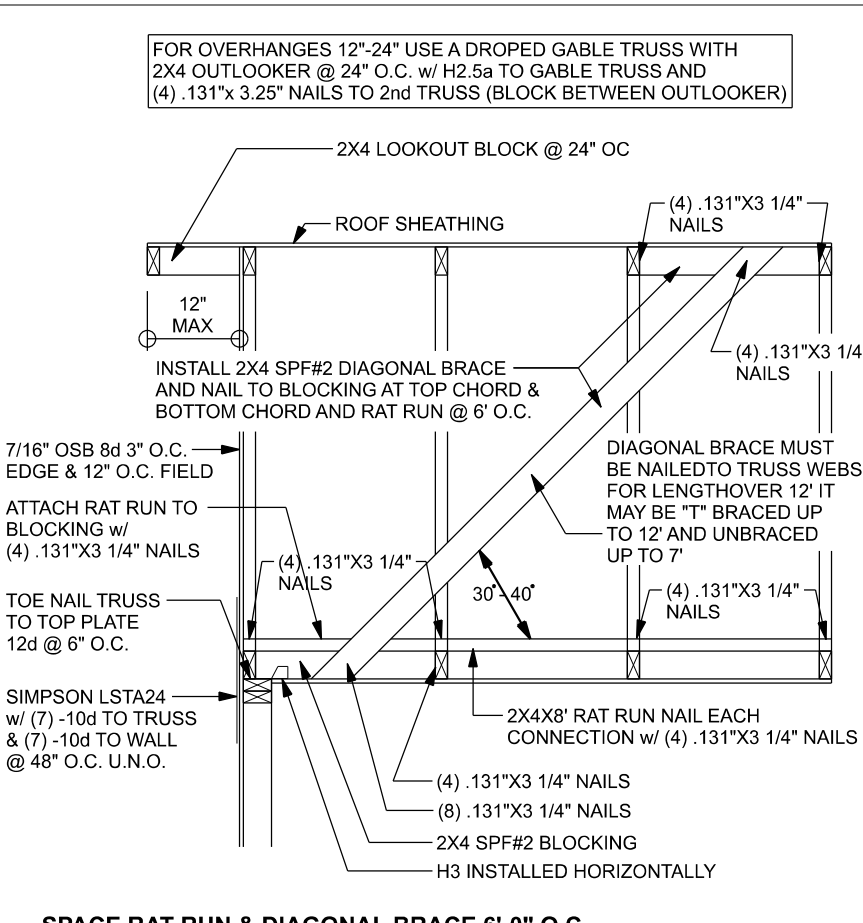 FOR OVERHANGES 12"-24" USE A DROPED GABLE TRUSS WITH
2X4 OUTLOOKER @ 24" O.C. w/ H2.5a TO GABLE TRUSS AND
(4) .131"x 3.25" NAILS TO 2nd TRUSS (BLOCK BETWEEN OUTLOOKER)
2X4 LOOKOUT BLOCK @ 24" OC
(4) .131"X3 1/4"
NAILS
ROOF SHEATHING
12"
MAX
(4) .131"X3 1/4
NAILS
INSTALL 2X4 SPF#2 DIAGONAL BRACE
AND NAIL TO BLOCKING AT TOP CHORD &
BOTTOM CHORD AND RAT RUN @ 6' O.C.
7/16" OSB 8d 3" O.C.
EDGE & 12" O.C. FIELD
DIAGONAL BRACE MUST
BE NAILEDTO TRUSS WEBS
FOR LENGTHOVER 12' IT
MAY BE "T" BRACED UP
TO 12' AND UNBRACED
UP TO 7'
ATTACH RAT RUN TO
BLOCKING w/
(4) .131"X3 1/4" NAILS
(4) .131"X3 1/4"
NAILS
30°-40°
(4) .131"X3 1/4"
NAILS
TOE NAIL TRUSS
TO TOP PLATE
12d @ 6" O.C.
SIMPSON LSTA24
w/ (7) -10d TO TRUSS
& (7) -10d TO WALL
@ 48" O.C. U.N.O.
2X4X8' RAT RUN NAIL EACH
CONNECTION w/ (4) .131"X3 1/4" NAILS
(4) .131"X3 1/4" NAILS
(8) .131"X3 1/4" NAILS
2X4 SPF#2 BLOCKING
H3 INSTALLED HORIZONTALLY
SPACE RAT RUN & DIAGONAL BRACE 6'-0" O.C.